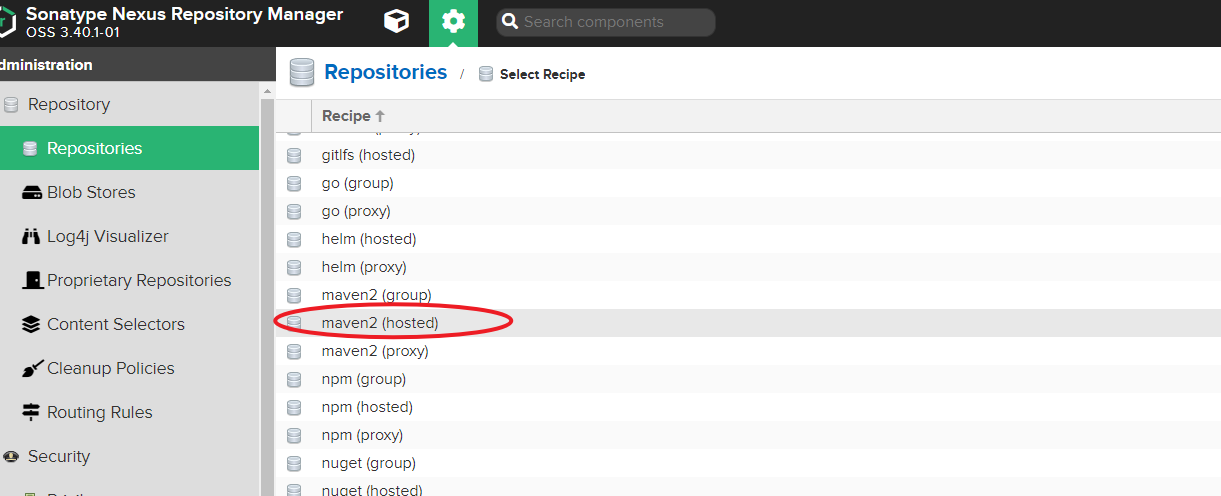 Sonatype Nexus Repository Manager
OSS 3.40.1-01
Search components
dministration
Repository
Repositories
Blob Stores
Log4j Visualizer
Proprietary Repositories
Content Selectors
Cleanup Policies
Routing Rules
Security
Repositories / Select Recipe
Recipe
gitlfs (hosted)
go (group)
go (proxy)
helm (hosted)
helm (proxy)
maven2 (group)
maven2 (hosted)
maven2 (proxy)
npm (group)
npm (hosted)
npm (proxy)
nuget (group)
nuget (hosted)